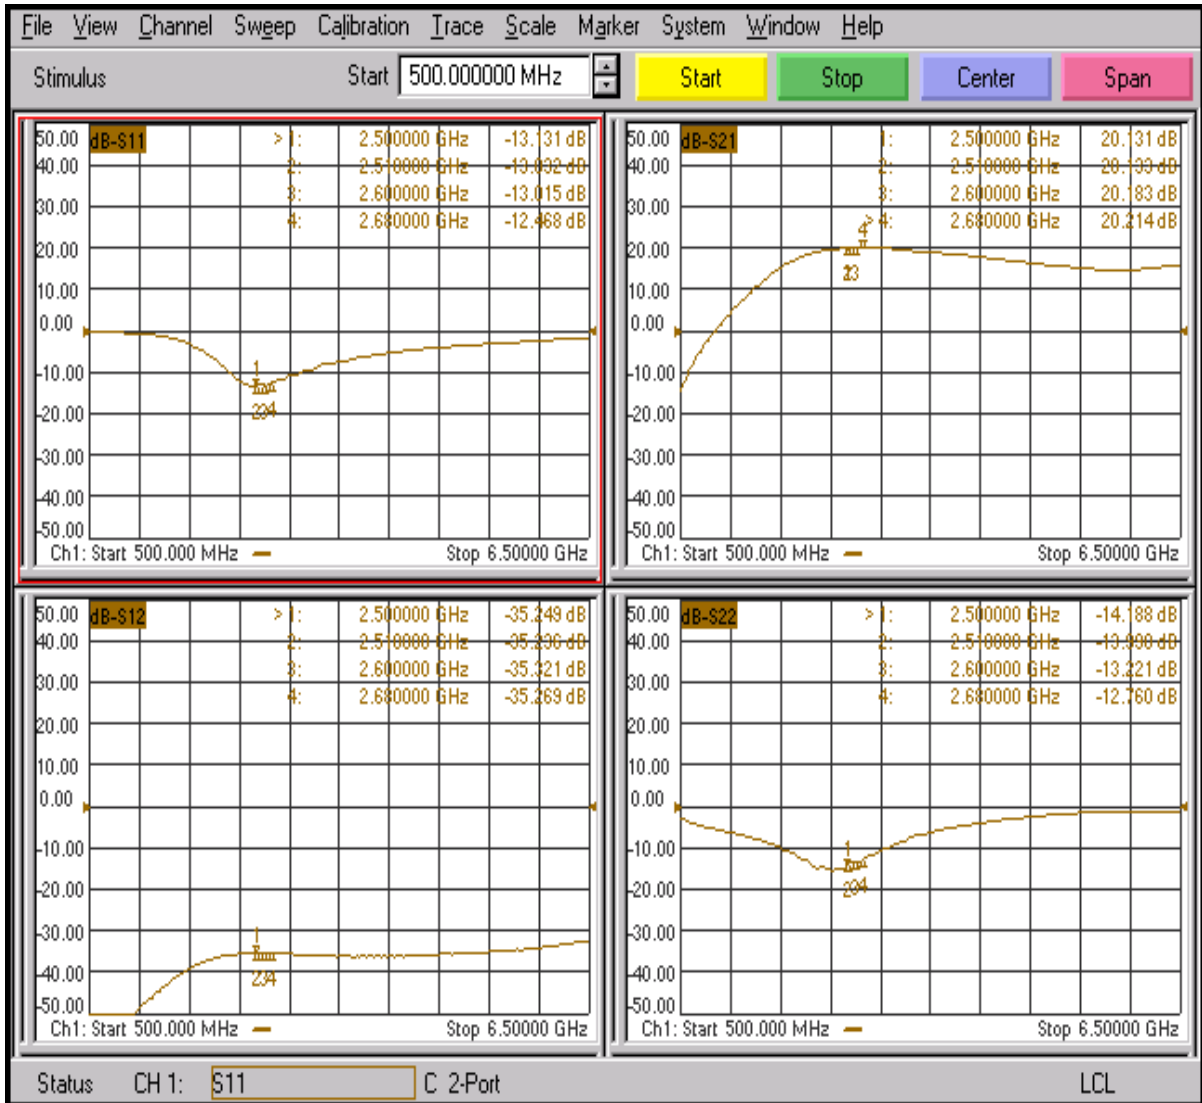 File View Channel Sweep Calibration Trace Scale Marker System Window Help
Stimulus Start 500.000000 MHz Start Stop Center Span
dB-S11
50.00
40.00
30.00
20.00
10.00
0.00
-10.00
-20.00
-30.00
-40.00
-50.00
> 1: 2.500000 GHz -13.131 dB
2: 2.510000 GHz
3: 2.600000 GHz -13.015 dB
4: 2.680000 GHz -12.468 dB
1
234
Ch1: Start 500.000 MHz Stop 6.50000 GHz
dB-S21
50.00
40.00
30.00
20.00
10.00
0.00
-10.00
-20.00
-30.00
-40.00
-50.00
1: 2.500000 GHz 20.131 dB
2: 2.510000 GHz
3: 2.600000 GHz 20.183 dB
> 4: 2.680000 GHz 20.214 dB
4
Ch1: Start 500.000 MHz Stop 6.50000 GHz
dB-S12
50.00
40.00
30.00
20.00
10.00
0.00
-10.00
-20.00
-30.00
-40.00
-50.00
> 1: 2.500000 GHz -35.249 dB
2: 2.510000 GHz
3: 2.600000 GHz -35.321 dB
4: 2.680000 GHz -35.269 dB
1
234
Ch1: Start 500.000 MHz Stop 6.50000 GHz
dB-S22
50.00
40.00
30.00
20.00
10.00
0.00
-10.00
-20.00
-30.00
-40.00
-50.00
> 1: 2.500000 GHz -14.188 dB
2: 2.510000 GHz
3: 2.600000 GHz -13.221 dB
4: 2.680000 GHz -12.760 dB
1
234
Ch1: Start 500.000 MHz Stop 6.50000 GHz
Status CH 1: S11 C 2-Port LCL